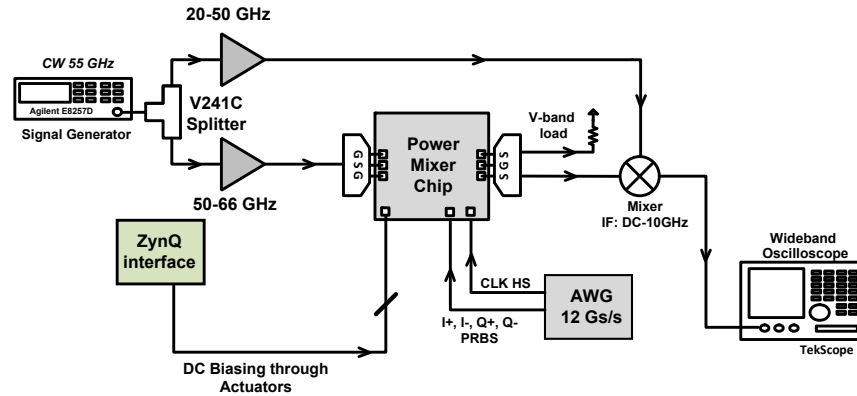 20-50 GHz
CW 55 GHz
Agilent E8257D
Signal Generator
V241C
Splitter
50-66 GHz
G S G
Power
Mixer
Chip
S G S
V-band
load
Mixer
IF: DC-10GHz
ZynQ
interface
CLK HS
AWG
12 Gs/s
I+, I-, Q+, Q-
PRBS
DC Biasing through
Actuators
Wideband
Oscilloscope
TekScope